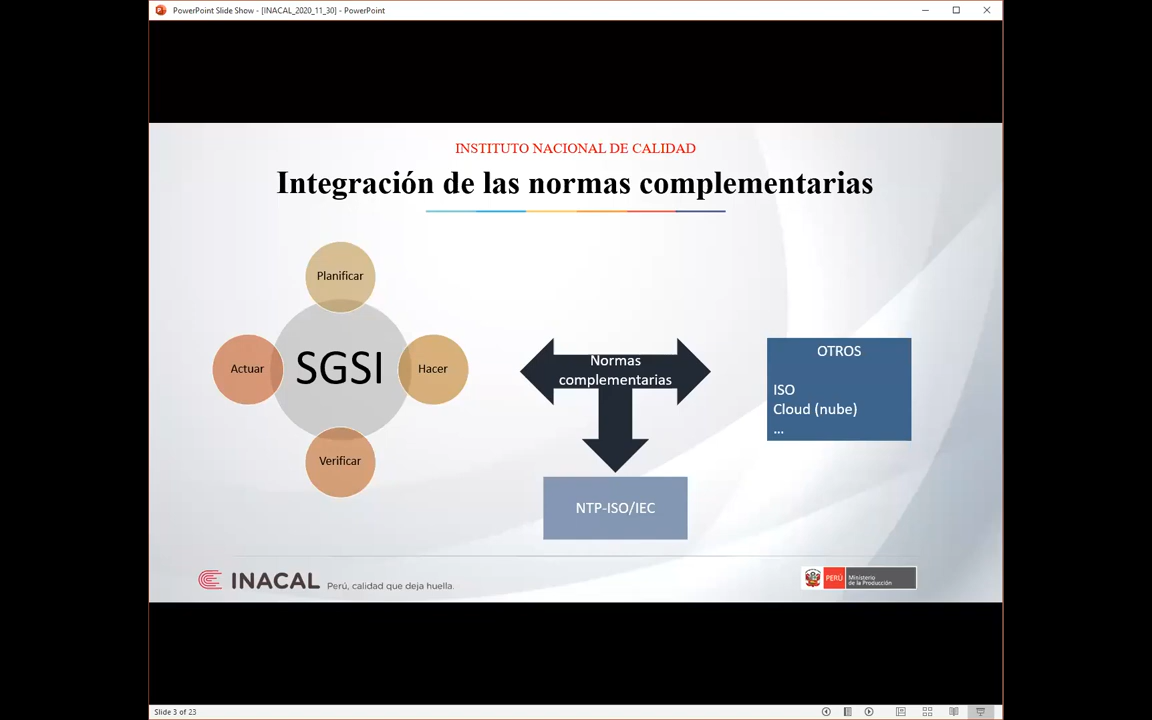 PowerPoint Slide Show - [INACAL_2020_11_30] - PowerPoint
INSTITUTO NACIONAL DE CALIDAD
Integración de las normas complementarias
Planificar
Actuar
SGSI
Hacer
Verificar
Normas
complementarias
NTP-ISO/IEC
OTROS
ISO
Cloud (nube)
...
INACAL Perú, calidad que deja huella.
PERÚ
Ministerio
de la Producción
Slide 3 of 23